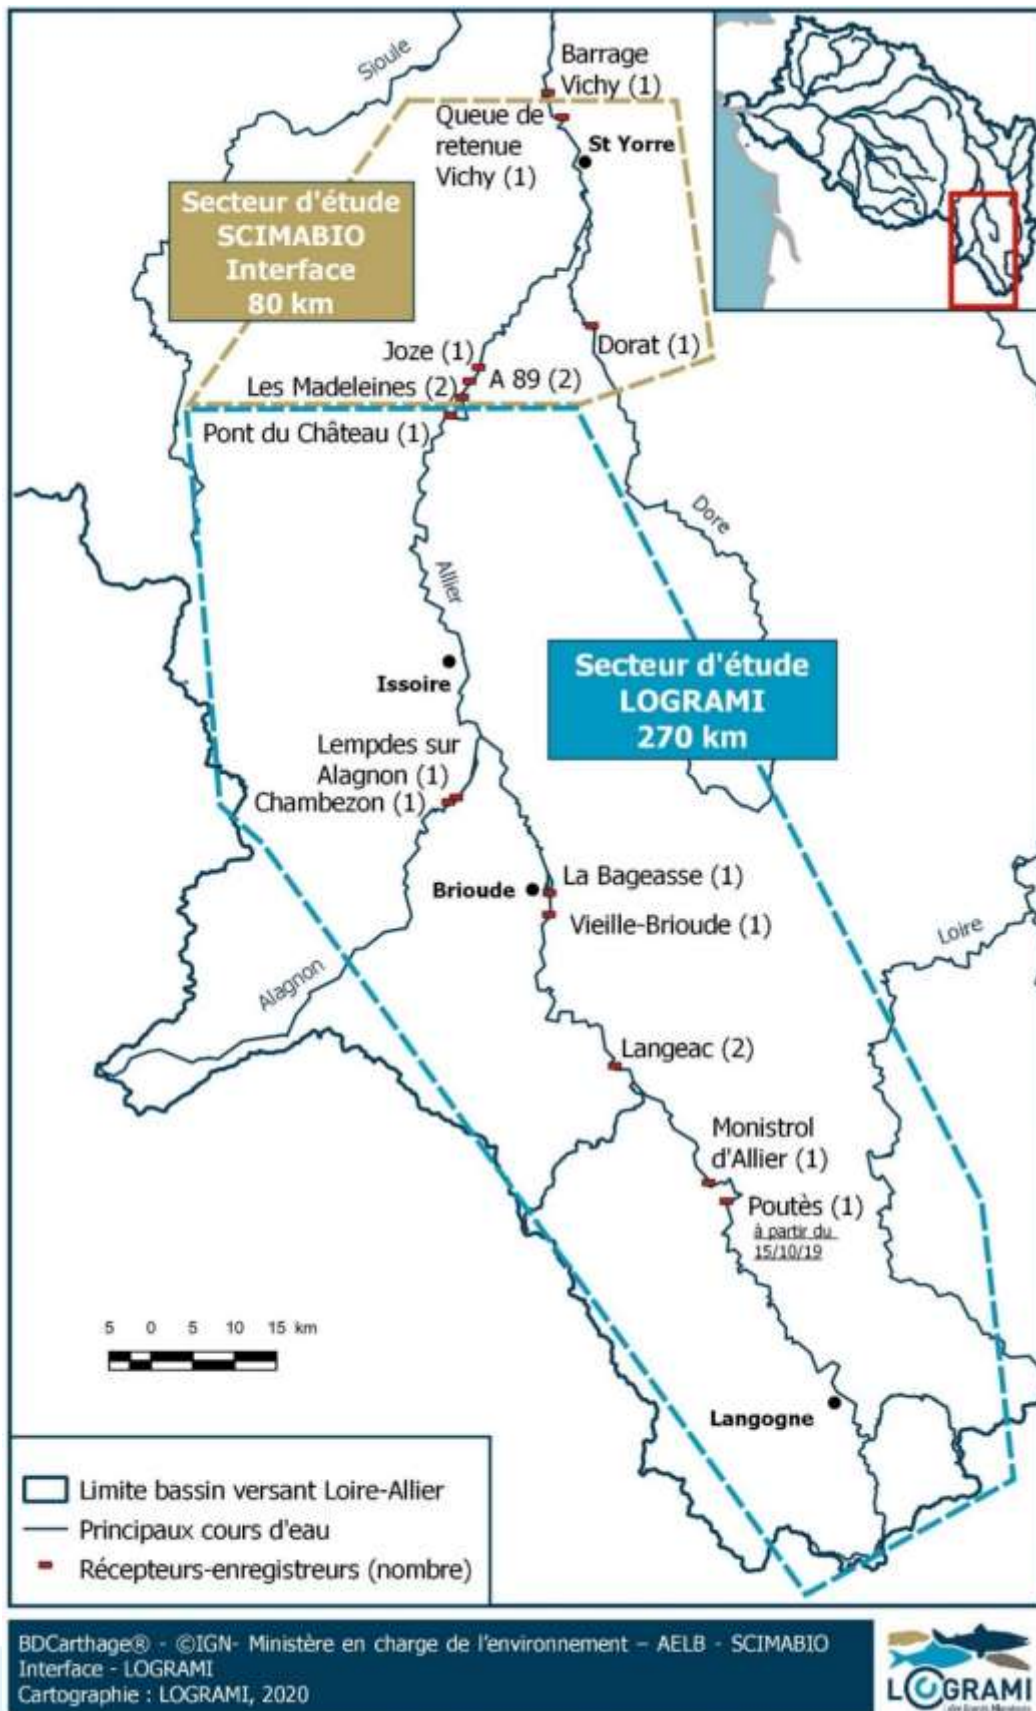 Sioule
Barrage
Vichy (1)
Queue de
retenue
Vichy (1)
St Yorre
Secteur d'étude
SCIMABIO
Interface
80 km
Joze (1)
Dorat (1)
Les Madeleines (2)
A 89 (2)
Pont du Château (1)
Dore
Allier
Issoire
Secteur d'étude
LOGRAMI
270 km
Lempdes sur
Alagnon (1)
Chambezon (1)
Brioude
La Bageasse (1)
Vieille-Brioude (1)
Loire
Alagnon
Langeac (2)
Monistrol
d'Allier (1)
Poutès (1)
à partir du
15/10/19
5 0 5 10 15 km
Langogne
Limite bassin versant Loire-Allier
Principaux cours d'eau
Récepteurs-enregistreurs (nombre)
BDCarthage® - ©IGN- Ministère en charge de l'environnement – AELB - SCIMABIO
Interface - LOGRAMI
Cartographie : LOGRAMI, 2020
LOGRAMI